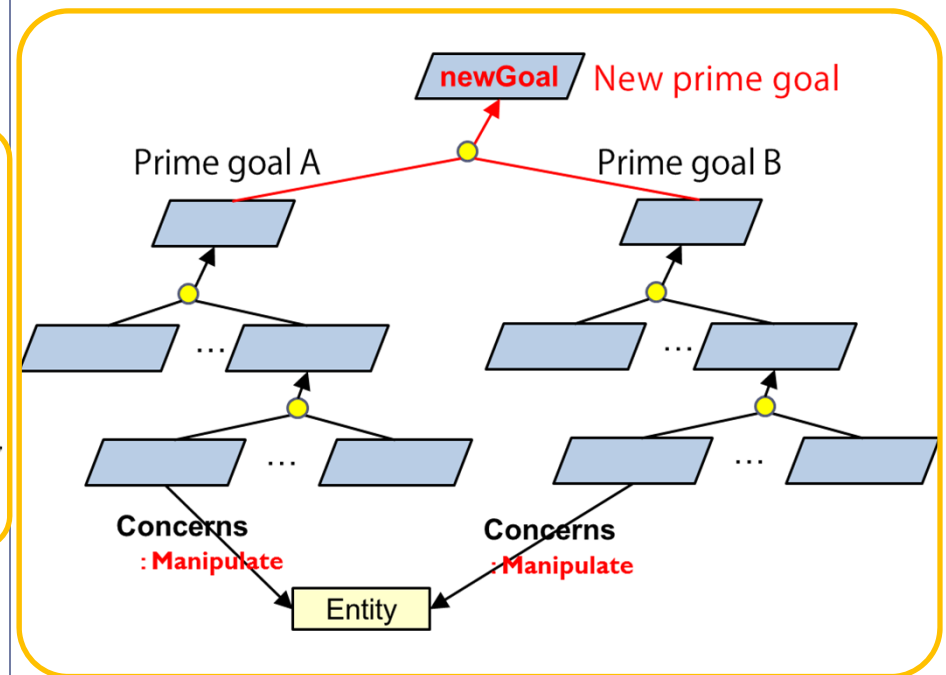 newGoal New prime goal
Prime goal A
Prime goal B
...
...
...
...
Concerns
: Manipulate
Concerns
: Manipulate
Entity